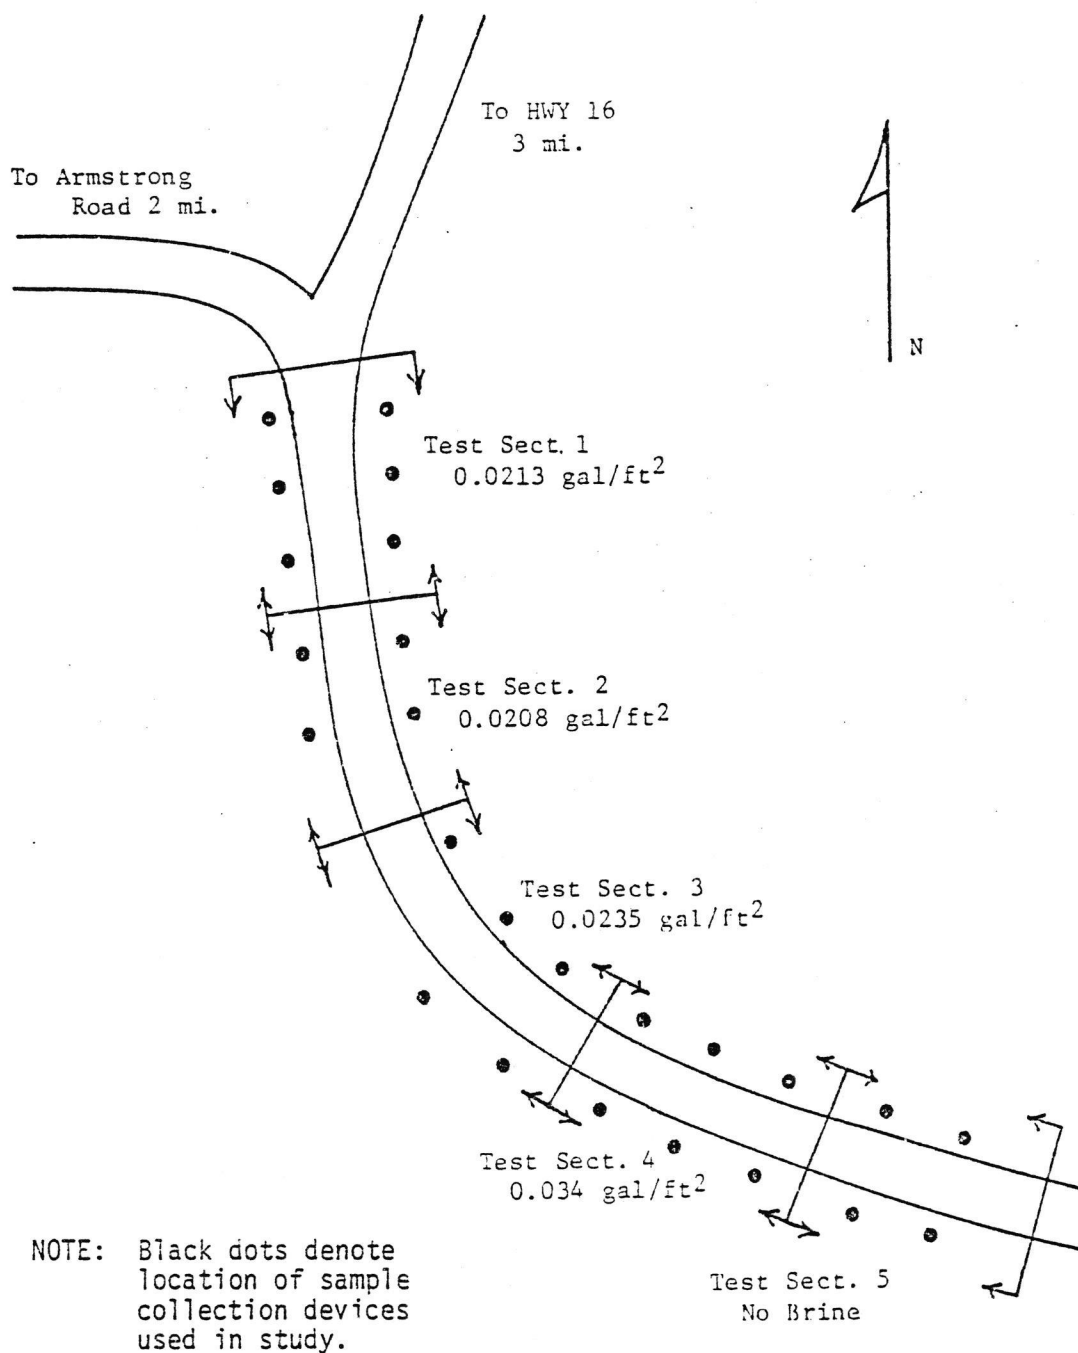 To HWY 16
3 mi.
To Armstrong
Road 2 mi.
N
Test Sect. 1
0.0213 gal/ft²
Test Sect. 2
0.0208 gal/ft²
Test Sect. 3
0.0235 gal/ft²
Test Sect. 4
0.034 gal/ft²
Test Sect. 5
No Brine
NOTE: Black dots denote
location of sample
collection devices
used in study.